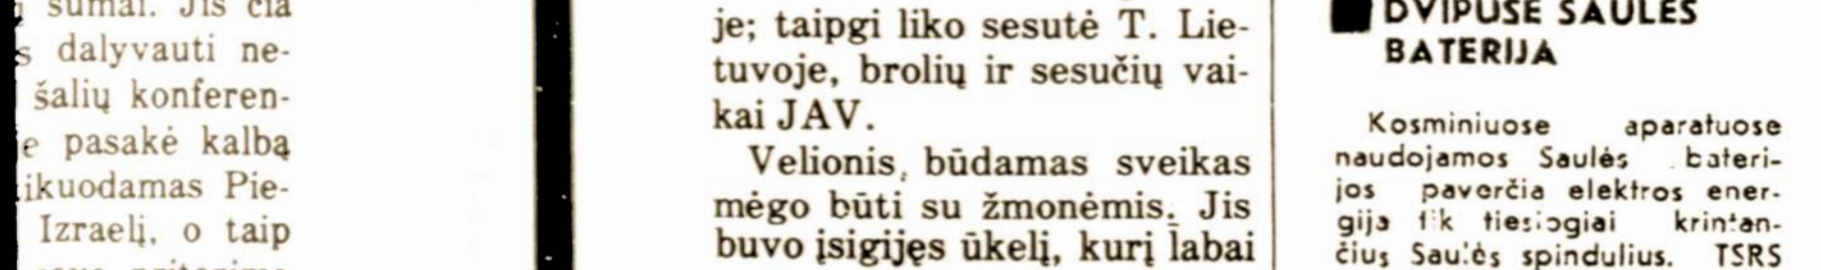 sumai. Jis čia
dalyvauti ne-
šalių konferen-
pasakė kalbą
ikuodamas Pie-
Izraelį, o taip
je; taipgi liko sesutė T. Lie-
tuvoje, brolių ir sesučių vai-
kai JAV.
Velionis, būdamas sveikas
mėgo būti su žmonėmis. Jis
buvo įsigijęs ūkelį, kurį labai
DVIPUSĖ SAULĖS
BATERIJA
Kosminiuose aparatuose
naudojamos Saulės bateri-
jos paverčia elektros ener-
gija tik tiesiogiai krintan-
čius Saulės spindulius. TSRS